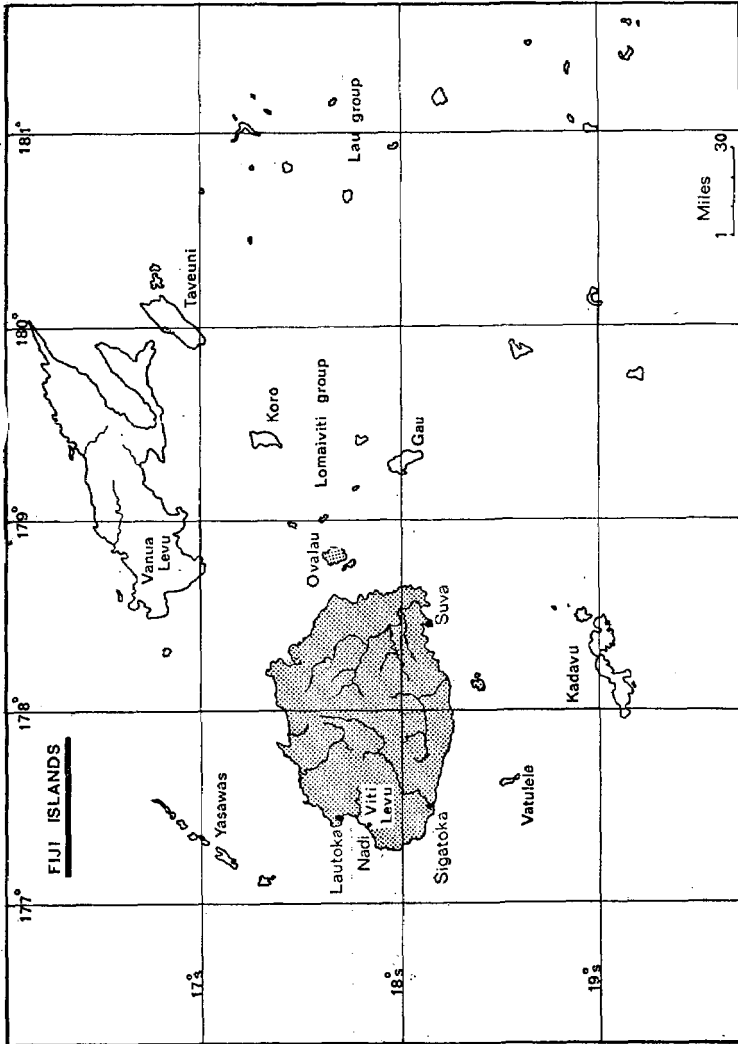 FIJI ISLANDS
177°
178°
179°
180°
181°
17°s
18°s
19°s
Yasawas
Vanua
Levu
Taveuni
Koro
Lomaiviti group
Lau group
Ovalau
Gau
Lautoka
Nadi
Viti
Levu
Suva
Sigatoka
Vatulele
Kadavu
Miles
1 30